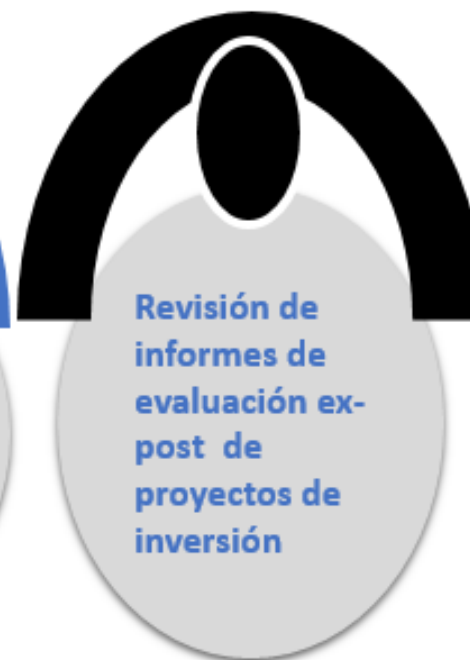 Revisión de
informes de
evaluación ex-
post  de
proyectos de
inversión